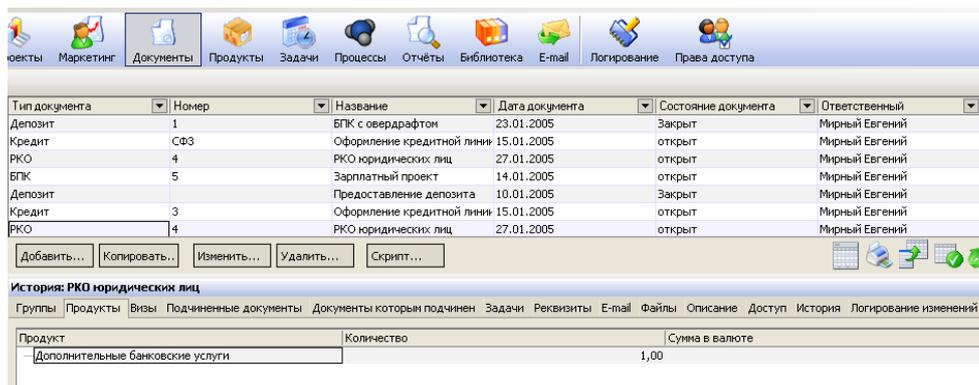 роекты Маркетинг Документы Продукты Задачи Процессы Отчёты Библиотека E-mail Логирование Права доступа
Тип документа Номер Название Дата документа Состояние документа Ответственный
Депозит 1 БПК с овердрафтом 23.01.2005 Закрыт Мирный Евгений
Кредит СФ3 Оформление кредитной лини 15.01.2005 открыт Мирный Евгений
РКО 4 РКО юридических лиц 27.01.2005 открыт Мирный Евгений
БПК 5 Зарплатный проект 14.01.2005 открыт Мирный Евгений
Депозит Предоставление депозита 10.01.2005 Закрыт Мирный Евгений
Кредит 3 Оформление кредитной лини 15.01.2005 открыт Мирный Евгений
РКО 4 РКО юридических лиц 27.01.2005 открыт Мирный Евгений
Добавить... Копировать.. Изменить... Удалить... Скрипт...
История: РКО юридических лиц
Группы Продукты Визы Подчиненные документы Документы которым подчинен Задачи Реквизиты E-mail Файлы Описание Доступ История Логирование изменений
Продукт Количество Сумма в валюте
Дополнительные банковские услуги 1,00